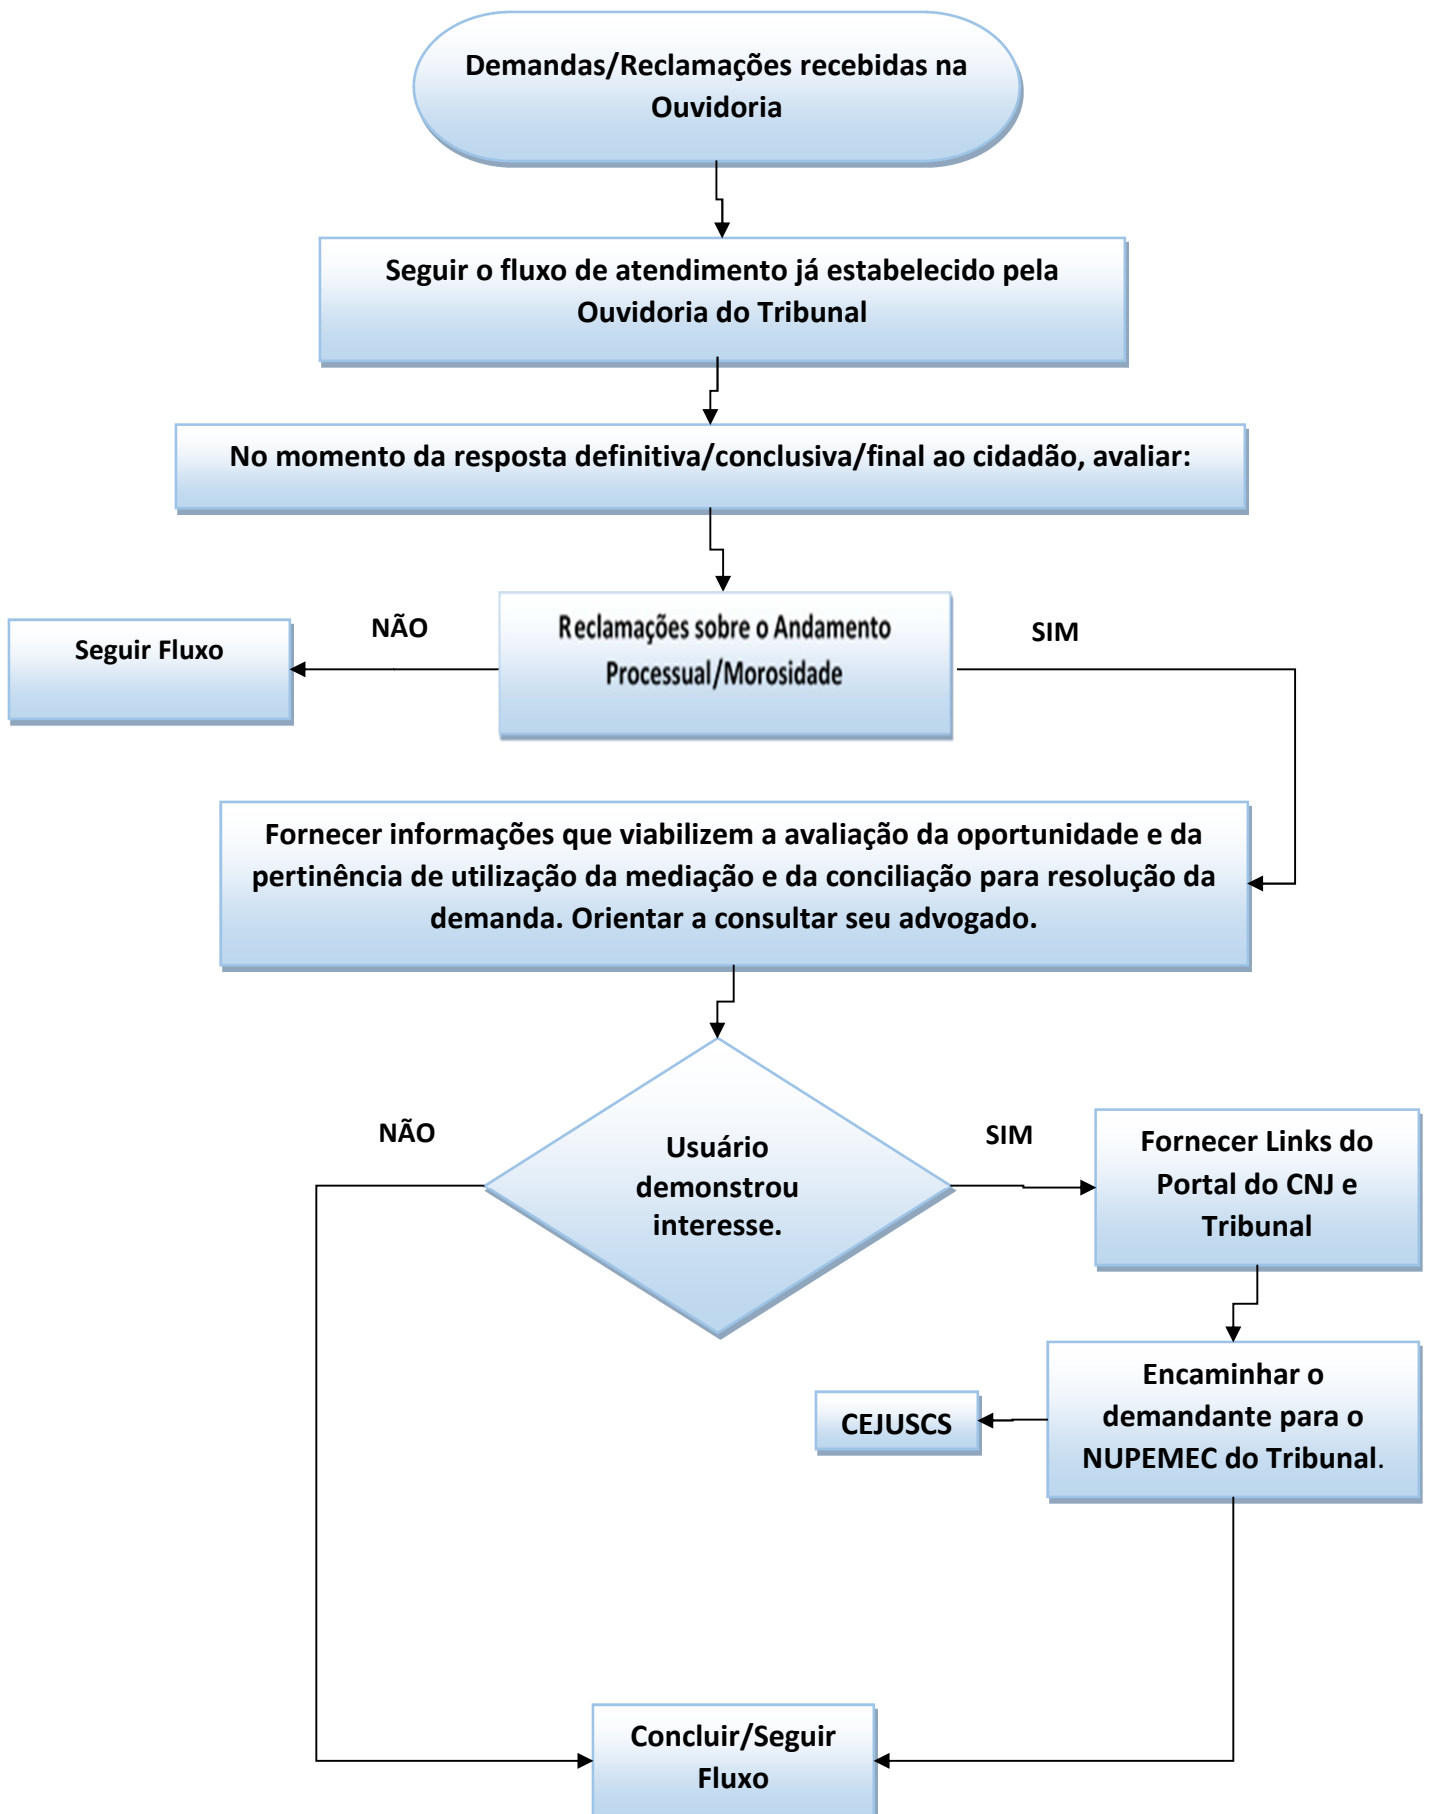 Demandas/Reclamações recebidas na
Ouvidoria
Seguir o fluxo de atendimento já estabelecido pela
Ouvidoria do Tribunal
No momento da resposta definitiva/conclusiva/final ao cidadão, avaliar:
NÃO
SIM
Seguir Fluxo
Reclamações sobre o Andamento
Processual/Morosidade
Fornecer informações que viabilizem a avaliação da oportunidade e da
pertinência de utilização da mediação e da conciliação para resolução da
demanda. Orientar a consultar seu advogado.
NÃO
SIM
Usuário
demonstrou
interesse.
Fornecer Links do
Portal do CNJ e
Tribunal
Encaminhar o
demandante para o
NUPEMEC do Tribunal.
CEJUSCS
Concluir/Seguir
Fluxo